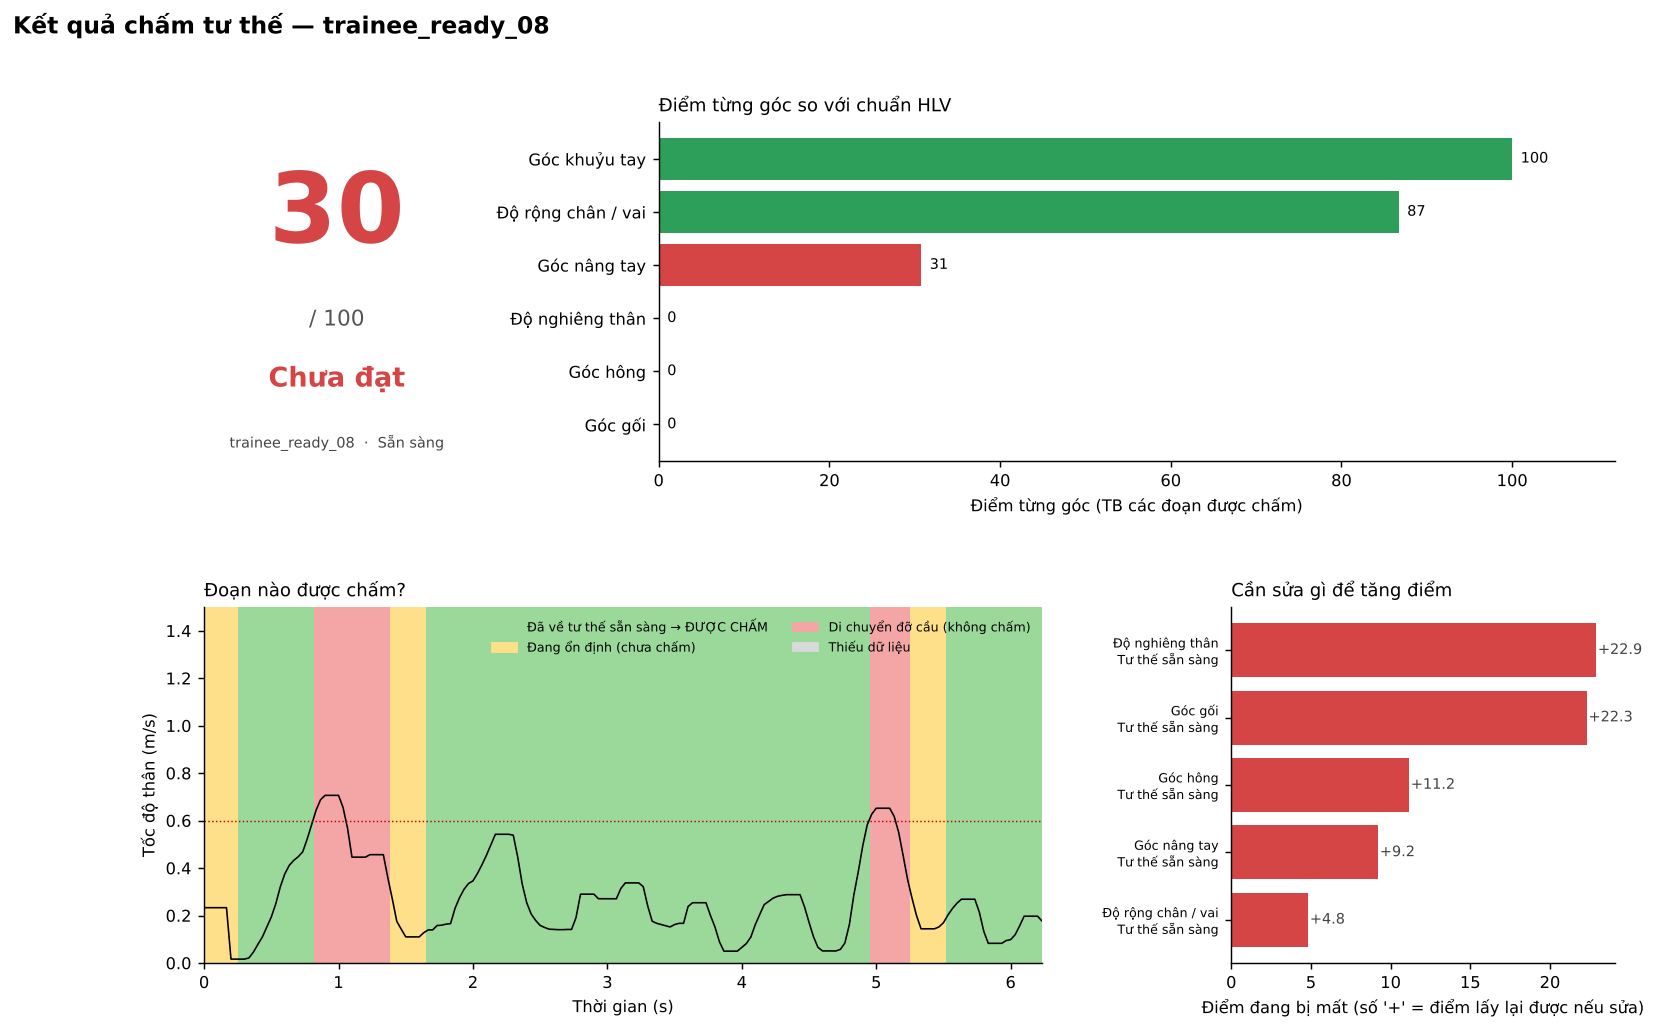 Kết quả chấm tư thế — trainee_ready_08
30
/ 100
Chưa đạt
trainee_ready_08 · Sẵn sàng
Điểm từng góc so với chuẩn HLV
Góc khuỷu tay
100
Độ rộng chân / vai
87
Góc nâng tay
31
Độ nghiêng thân
0
Góc hông
0
Góc gối
0
0 20 40 60 80 100
Điểm từng góc (TB các đoạn được chấm)
Đoạn nào được chấm?
Đã về tư thế sẵn sàng → ĐƯỢC CHẤM
Đang ổn định (chưa chấm)
Di chuyển đỡ cầu (không chấm)
Thiếu dữ liệu
Tốc độ thân (m/s)
1.4
1.2
1.0
0.8
0.6
0.4
0.2
0.0
0 1 2 3 4 5 6
Thời gian (s)
Cần sửa gì để tăng điểm
Độ nghiêng thân
Tư thế sẵn sàng
+22.9
Góc gối
Tư thế sẵn sàng
+22.3
Góc hông
Tư thế sẵn sàng
+11.2
Góc nâng tay
Tư thế sẵn sàng
+9.2
Độ rộng chân / vai
Tư thế sẵn sàng
+4.8
0 5 10 15 20
Điểm đang bị mất (số '+' = điểm lấy lại được nếu sửa)